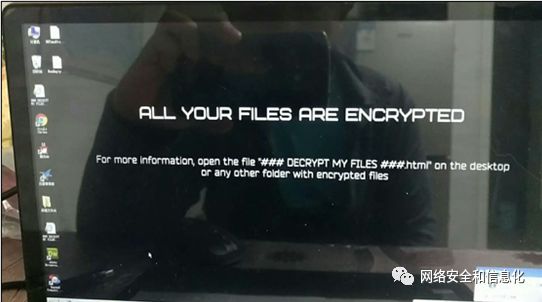 ALL YOUR FILES ARE ENCRYPTED
For more information, open the file "### DECRYPT MY FILES ###.html" on the desktop
or any other folder with encrypted files
网络安全和信息化